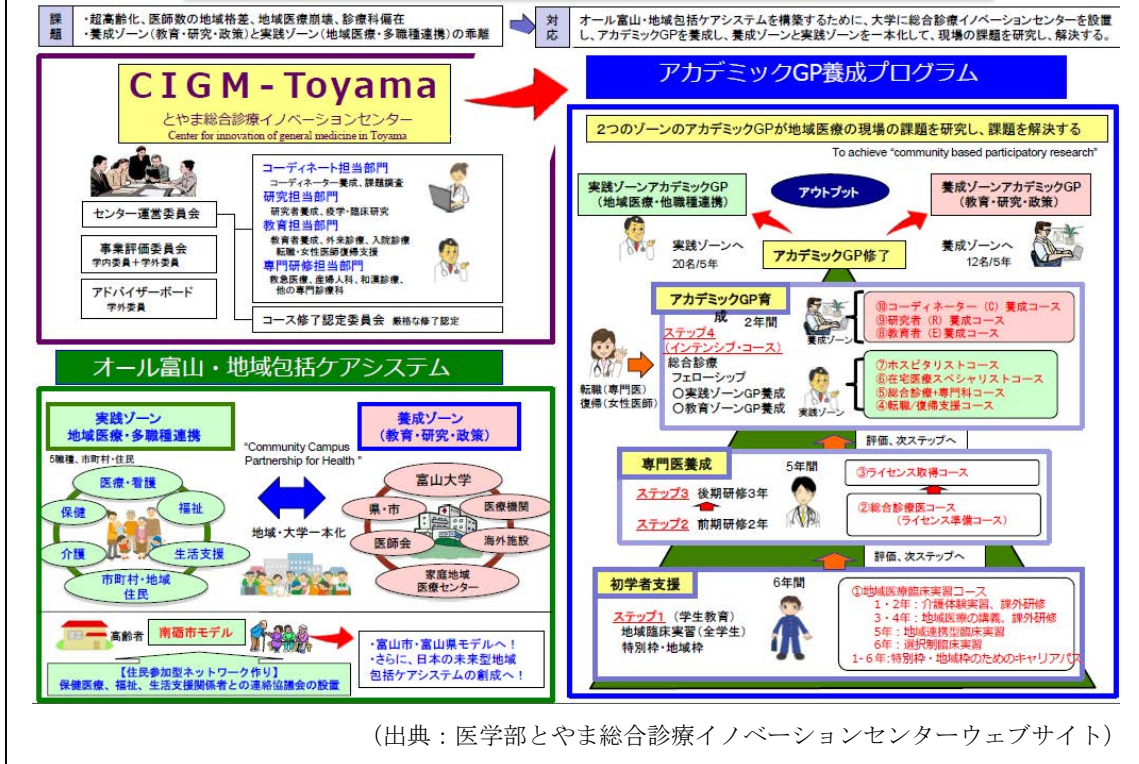 課題
・超高齢化、医師数の地域格差、地域医療崩壊、診療科偏在
・養成ゾーン(教育・研究・政策)と実践ゾーン(地域医療・多職種連携)の乖離
対応
オール富山・地域包括ケアシステムを構築するために、大学に総合診療イノベーションセンターを設置
し、アカデミックGPを養成し、養成ゾーンと実践ゾーンを一本化して、現場の課題を研究し、解決する。
CIGM-Toyama
とやま総合診療イノベーションセンター
Center for innovation of general medicine in Toyama
センター運営委員会
事業評価委員会
学内委員+学外委員
アドバイザーボード
学外委員
コーディネート担当部門
コーディネーター養成、課題調査
研究担当部門
研究者養成、疫学・臨床研究
教育担当部門
教育者養成、外来診療、入院診療
転職・女性医師復帰支援
専門研修担当部門
救急医療、産婦人科、和漢診療、
他の専門診療科
コース修了認定委員会 厳格な修了認定
オール富山・地域包括ケアシステム
実践ゾーン
地域医療・多職種連携
5職種、市町村・住民
医療・看護
保健
福祉
介護
生活支援
市町村・地域
住民
"Community Campus
Partnership for Health "
地域・大学一本化
養成ゾーン
(教育・研究・政策)
富山大学
県・市
医療機関
医師会
海外施設
家庭地域
医療センター
高齢者
南砺市モデル
【住民参加型ネットワーク作り】
保健医療、福祉、生活支援関係者との連絡協議会の設置
・富山市・富山県モデルへ!
・さらに、日本の未来型地域
包括ケアシステムの創成へ!
アカデミックGP養成プログラム
2つのゾーンのアカデミックGPが地域医療の現場の課題を研究し、課題を解決する
To achieve "community based participatory research"
実践ゾーンアカデミックGP
(地域医療・他職種連携)
アウトプット
養成ゾーンアカデミックGP
(教育・研究・政策)
実践ゾーンへ
20名/5年
アカデミックGP修了
養成ゾーンへ
12名/5年
アカデミックGP育
成
2年間
ステップ4
(インテンシブ・コース)
総合診療
フェローシップ
○実践ゾーンGP養成
○教育ゾーンGP養成
転職(専門医)
復帰(女性医師)
養成ゾーン
⑩コーディネーター(C)養成コース
⑨研究者(R)養成コース
⑧教育者(E)養成コース
実践ゾーン
⑦ホスピタリストコース
⑥在宅医療スペシャリストコース
⑤総合診療+専門科コース
④転職/復帰支援コース
評価、次ステップへ
専門医養成
5年間
ステップ3 後期研修3年
ステップ2 前期研修2年
③ライセンス取得コース
②総合診療医コース
(ライセンス準備コース)
評価、次ステップへ
初学者支援
6年間
ステップ1(学生教育)
地域臨床実習(全学生)
特別枠・地域枠
①地域医療臨床実習コース
1・2年:介護体験実習、課外研修
3・4年:地域医療の講義、課外研修
5年:地域連携型臨床実習
6年:選択制臨床実習
1-6年:特別枠・地域枠のためのキャリアパス
(出典:医学部とやま総合診療イノベーションセンターウェブサイト)